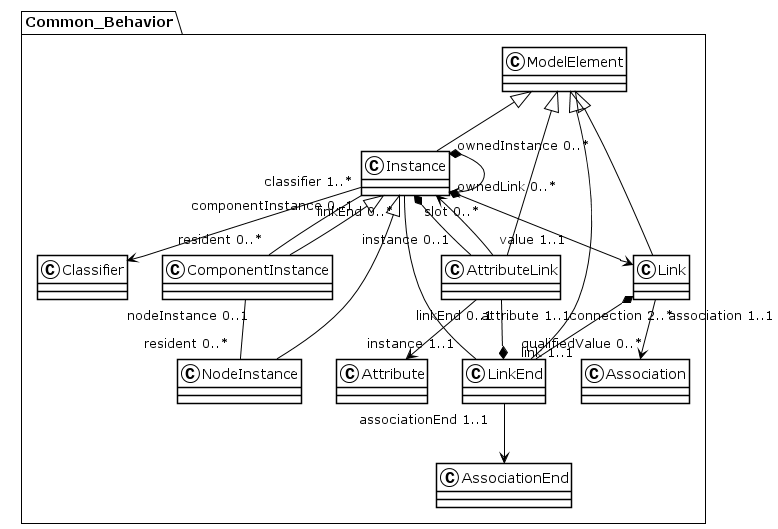 Common_Behavior
C ModelElement
ownedInstance 0..*
C Instance
classifier 1..*
ownedLink 0..*
componentInstance 0..1
linkEnd 0..*
slot 0..*
resident 0..*
instance 0..1
value 1..1
C Classifier
C ComponentInstance
C AttributeLink
C Link
nodeInstance 0..1
linkEnd 0..1
attribute 1..1
connection 2..*
association 1..1
resident 0..*
instance 1..1
qualifiedValue 0..*
link 1..1
C NodeInstance
C Attribute
C LinkEnd
C Association
associationEnd 1..1
C AssociationEnd